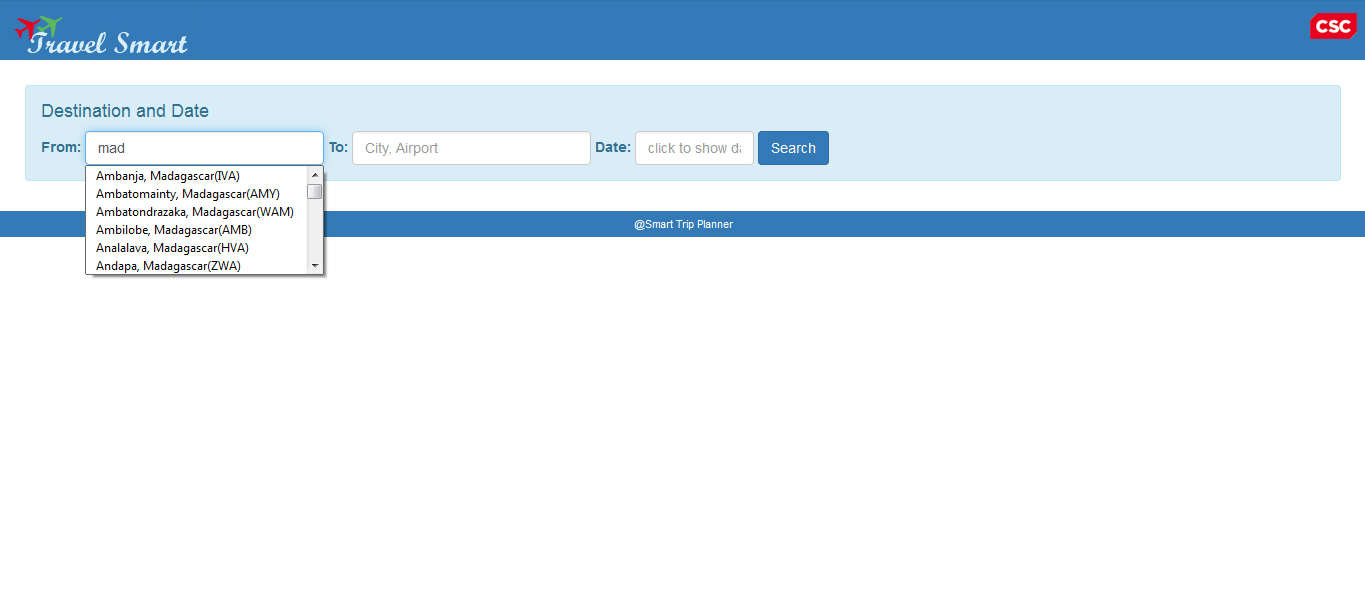 Travel Smart
CSC
Destination and Date
From: mad To: City, Airport Date: click to show da Search
Ambanja, Madagascar(IVA)
Ambatomainty, Madagascar(AMY)
Ambatondrazaka, Madagascar(WAM)
Ambilobe, Madagascar(AMB)
Analalava, Madagascar(HVA)
Andapa, Madagascar(ZWA)
@Smart Trip Planner